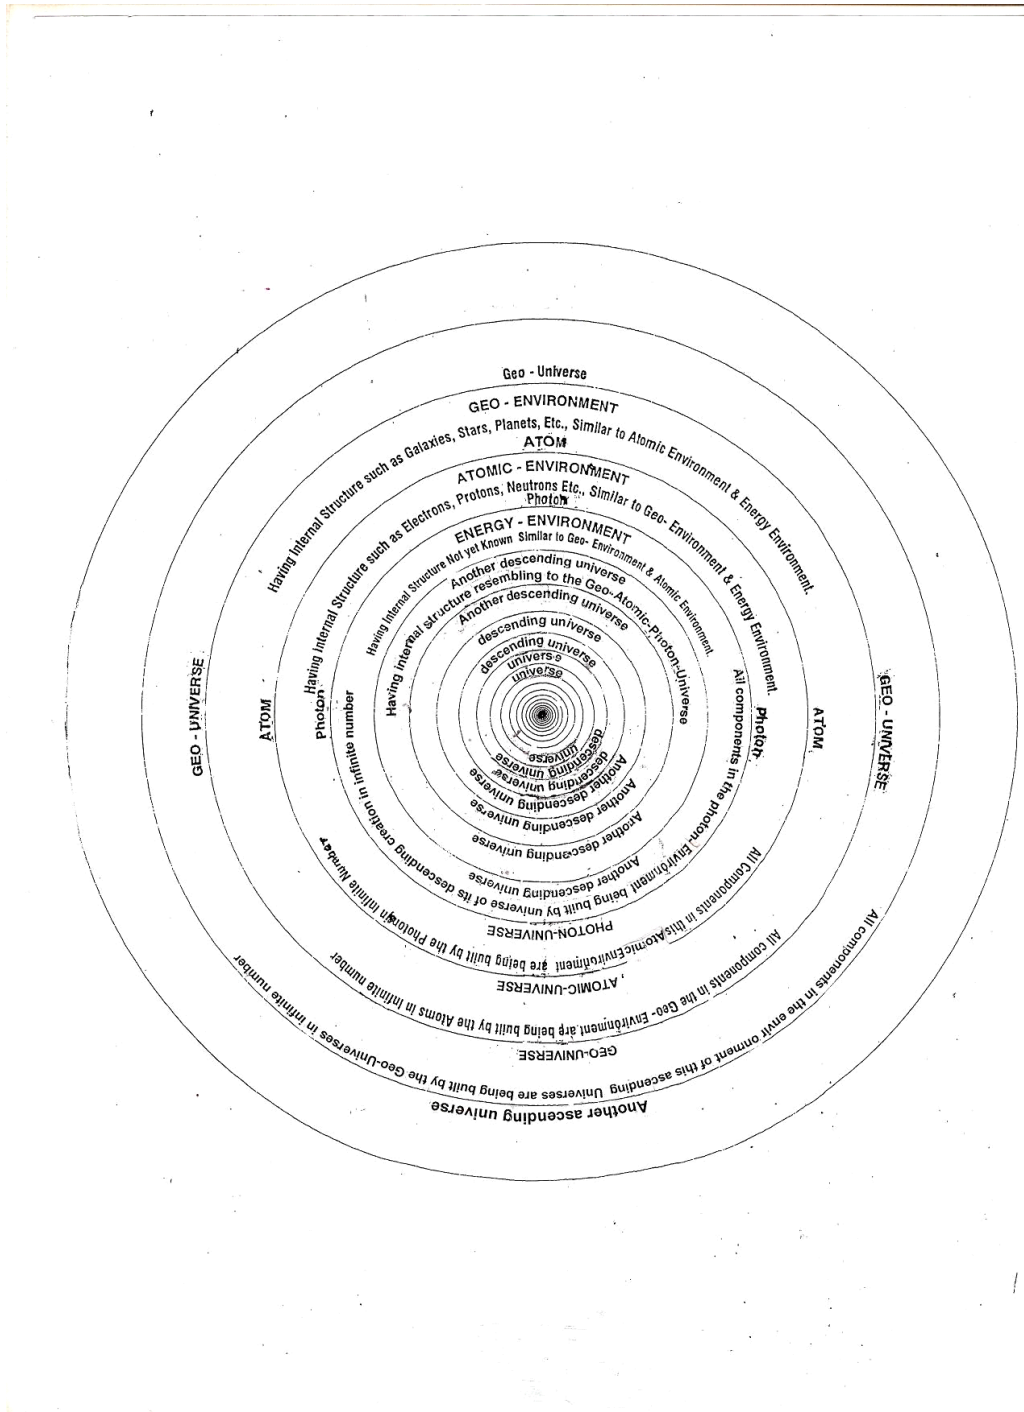 Geo - Universe
GEO - ENVIRONMENT
Having Internal Structure such as Galaxies, Stars, Planets, Etc., Similar to Atomic Environment & Energy Environment.
ATOM
ATOMIC - ENVIRONMENT
Having Internal Structure such as Electrons, Protons, Neutrons Etc., Similar to Geo- Environment & Energy Environment.
Photon
ENERGY - ENVIRONMENT
Having Internal Structure Not yet Known Similar to Geo- Environment & Atomic Environment.
Another descending universe
Having internal structure resembling to the Geo-Atomic-Photon-Universe
Another descending universe
descending universe
descending universe
universe
universe
GEO - UNIVERSE
ATOM
Photon
Photon
ATOM
GEO - UNIVERSE
universe
descending universe
descending universe
Another descending universe
Another descending universe
Another descending universe
Another descending universe
All components in the photon- Environment being built by universe of its descending creation in infinite number
PHOTON-UNIVERSE
All Components in this Atomic Environment are being built by the Photons in Infinite Number
ATOMIC-UNIVERSE
All components in the Geo- Environment are being built by the Atoms in Infinite number
GEO-UNIVERSE
All components in the envir onment of this ascending Universes are being built by the Geo-Universes in infinite number
Another ascending universe